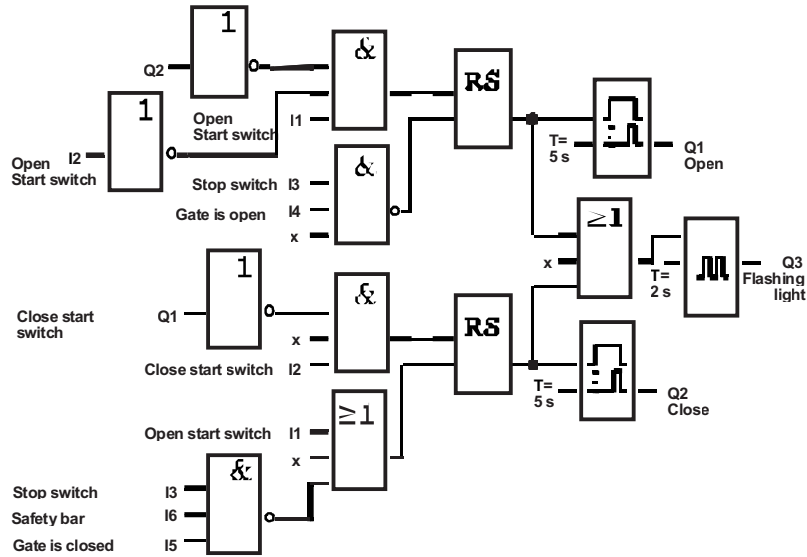 1
Q2
&
RS
1
Open
Start switch
I1
Open
Start switch
I2
T=
5 s
Q1
Open
&
Stop switch
I3
Gate is open
I4
x
≥1
x
T=
2 s
Q3
Flashing
light
1
Close start
switch
Q1
&
x
Close start switch
I2
RS
T=
5 s
Q2
Close
≥1
Open start switch
I1
x
&
Stop switch
I3
Safety bar
I6
Gate is closed
I5